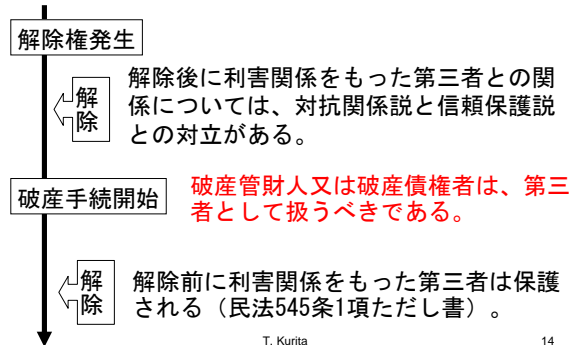 解除権発生
解
除
解除後に利害関係をもった第三者との関
係については、対抗関係説と信頼保護説
との対立がある。
破産手続開始
破産管財人又は破産債権者は、第三
者として扱うべきである。
解
除
解除前に利害関係をもった第三者は保護
される（民法545条1項ただし書）。
T. Kurita
14